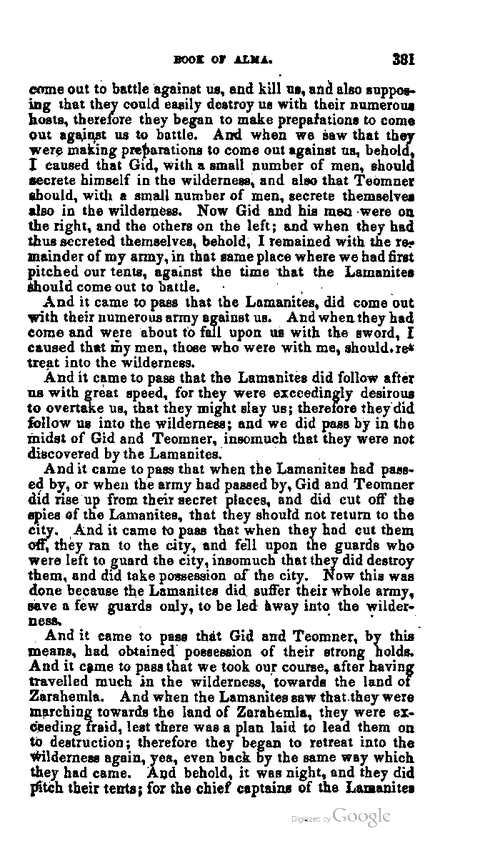 BOOK OF ALMA. 381
come out to battle against us, and kill us, and also suppos-
ing that they could easily destroy us with their numerous
hosts, therefore they began to make preparations to come
out against us to battle. And when we saw that they
were making preparations to come out against us, behold,
I caused that Gid, with a small number of men, should
secrete himself in the wilderness, and also that Teomner
should, with a small number of men, secrete themselves
also in the wilderness. Now Gid and his men were on
the right, and the others on the left; and when they had
thus secreted themselves, behold, I remained with the re-
mainder of my army, in that same place where we had first
pitched our tents, against the time that the Lamanites
should come out to battle.
And it came to pass that the Lamanites, did come out
with their numerous army against us. And when they had
come and were about to fall upon us with the sword, I
caused that my men, those who were with me, should re-
treat into the wilderness.
And it came to pass that the Lamanites did follow after
us with great speed, for they were exceedingly desirous
to overtake us, that they might slay us; therefore they did
follow us into the wilderness; and we did pass by in the
midst of Gid and Teomner, insomuch that they were not
discovered by the Lamanites.
And it came to pass that when the Lamanites had pass-
ed by, or when the army had passed by, Gid and Teomner
did rise up from their secret places, and did cut off the
spies of the Lamanites, that they should not return to the
city. And it came to pass that when they had cut them
off, they ran to the city, and fell upon the guards who
were left to guard the city, insomuch that they did destroy
them, and did take possession of the city. Now this was
done because the Lamanites did suffer their whole army,
save a few guards only, to be led away into the wilder-
ness.
And it came to pass that Gid and Teomner, by this
means, had obtained possession of their strong holds.
And it came to pass that we took our course, after having
travelled much in the wilderness, towards the land of
Zarahemla. And when the Lamanites saw that they were
marching towards the land of Zarahemla, they were ex-
ceeding fraid, lest there was a plan laid to lead them on
to destruction; therefore they began to retreat into the
wilderness again, yea, even back by the same way which
they had came. And behold, it was night, and they did
pitch their tents; for the chief captains of the Lamanites
Digitized by Google